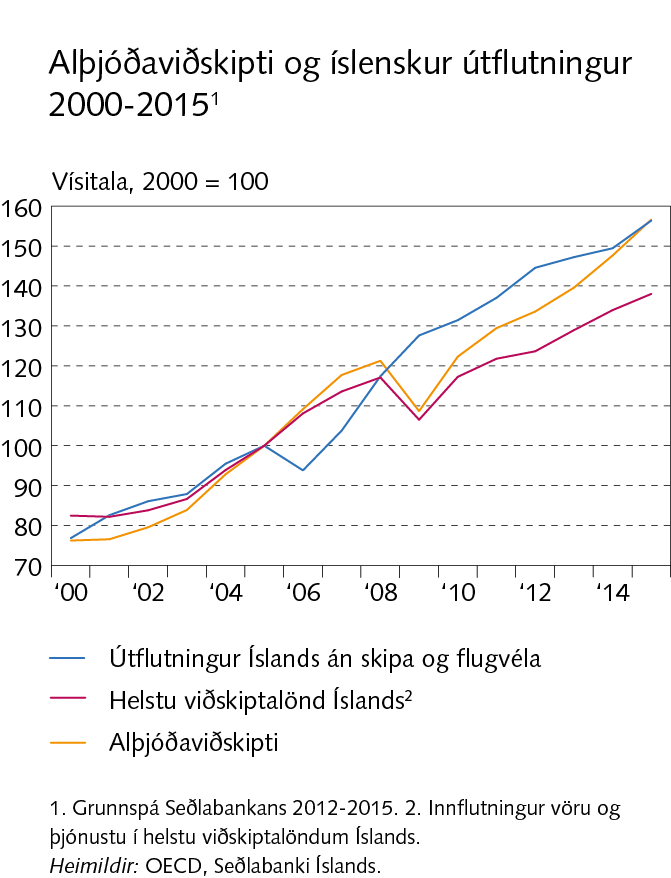 Alþjóðaviðskipti og íslenskur útflutningur
2000-2015¹
Vísitala, 2000 = 100
160
150
140
130
120
110
100
90
80
70
‘00 ‘02 ‘04 ‘06 ‘08 ‘10 ‘12 ‘14
Útflutningur Íslands án skipa og flugvéla
Helstu viðskiptalönd Íslands²
Alþjóðaviðskipti
1. Grunnspá Seðlabankans 2012-2015. 2. Innflutningur vöru og
þjónustu í helstu viðskiptalöndum Íslands.
Heimildir: OECD, Seðlabanki Íslands.